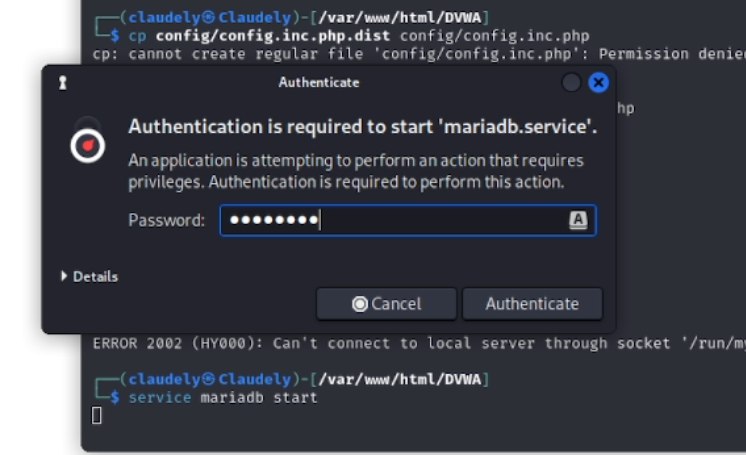 ┌──(claudely㉿Claudely)-[/var/www/html/DVWA]
└─$ cp config/config.inc.php.dist config/config.inc.php
cp: cannot create regular file 'config/config.inc.php': Permission denied
Authenticate
hp
Authentication is required to start 'mariadb.service'.
An application is attempting to perform an action that requires
privileges. Authentication is required to perform this action.
Password: ●●●●●●●●
A
Details
Cancel Authenticate
ERROR 2002 (HY000): Can't connect to local server through socket '/run/my
┌──(claudely㉿Claudely)-[/var/www/html/DVWA]
└─$ service mariadb start